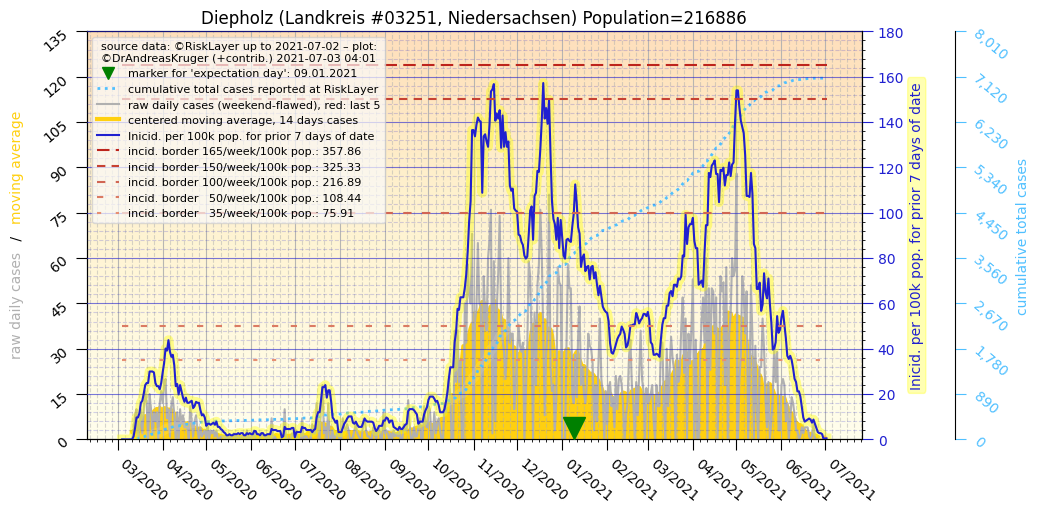 Diepholz (Landkreis #03251, Niedersachsen) Population=216886
source data: ©RiskLayer up to 2021-07-02 – plot:
©DrAndreasKruger (+contrib.) 2021-07-03 04:01
marker for 'expectation day': 09.01.2021
cumulative total cases reported at RiskLayer
raw daily cases (weekend-flawed), red: last 5
centered moving average, 14 days cases
Inicid. per 100k pop. for prior 7 days of date
incid. border 165/week/100k pop.: 357.86
incid. border 150/week/100k pop.: 325.33
incid. border 100/week/100k pop.: 216.89
incid. border 50/week/100k pop.: 108.44
incid. border 35/week/100k pop.: 75.91
raw daily cases / moving average
135
120
105
90
75
60
45
30
15
0
03/2020
04/2020
05/2020
06/2020
07/2020
08/2020
09/2020
10/2020
11/2020
12/2020
01/2021
02/2021
03/2021
04/2021
05/2021
06/2021
07/2021
180
160
140
120
100
80
60
40
20
0
Inicid. per 100k pop. for prior 7 days of date
8,010
7,120
6,230
5,340
4,450
3,560
2,670
1,780
890
0
cumulative total cases